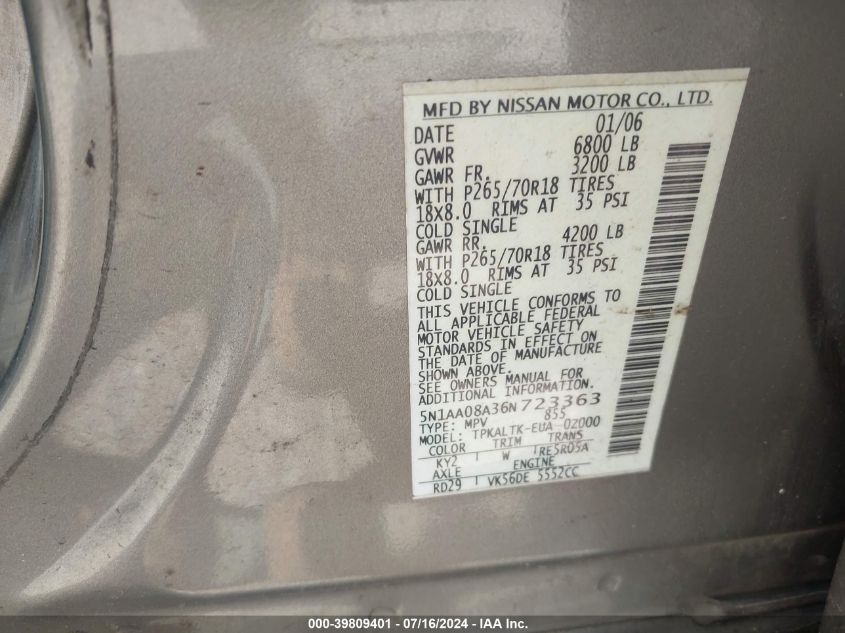 MFD BY NISSAN MOTOR CO., LTD.
DATE 01/06
GVWR 6800 LB
GAWR FR. 3200 LB
WITH P265/70R18 TIRES
18X8.0 RIMS AT 35 PSI
COLD SINGLE
GAWR RR. 4200 LB
WITH P265/70R18 TIRES
18X8.0 RIMS AT 35 PSI
COLD SINGLE
THIS VEHICLE CONFORMS TO
ALL APPLICABLE FEDERAL
MOTOR VEHICLE SAFETY
STANDARDS IN EFFECT ON
THE DATE OF MANUFACTURE
SHOWN ABOVE.
SEE OWNERS MANUAL FOR
ADDITIONAL INFORMATION.
5N1AA08A36N723363
TYPE: MPV 855
MODEL: TPKALTK-EUA-02000
COLOR TRIM TRANS
KY2 W RE5R05A
AXLE ENGINE
RD29 VK56DE 5552CC
000-39809401 - 07/16/2024 - IAA Inc.